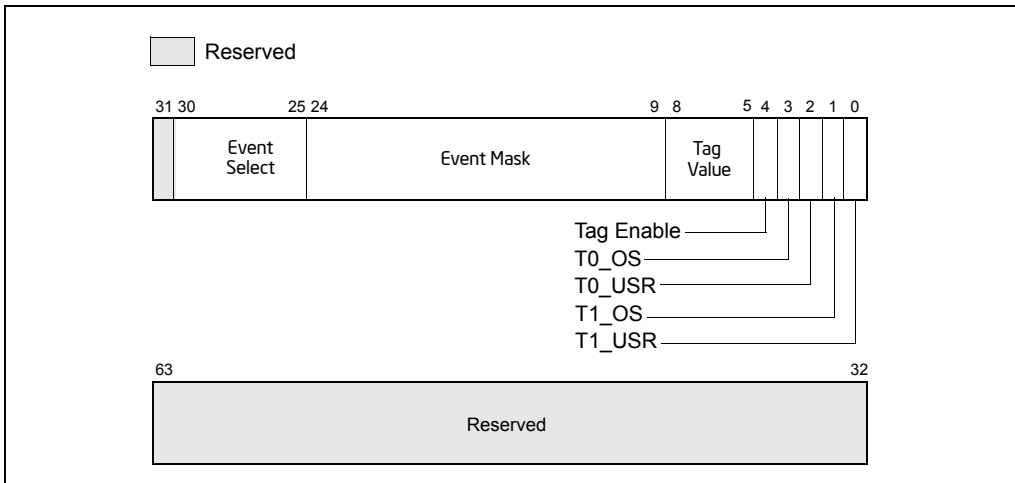 Reserved
31 30 25 24 9 8 5 4 3 2 1 0
Event Select
Event Mask
Tag Value
Tag Enable
T0_OS
T0_USR
T1_OS
T1_USR
63 32
Reserved